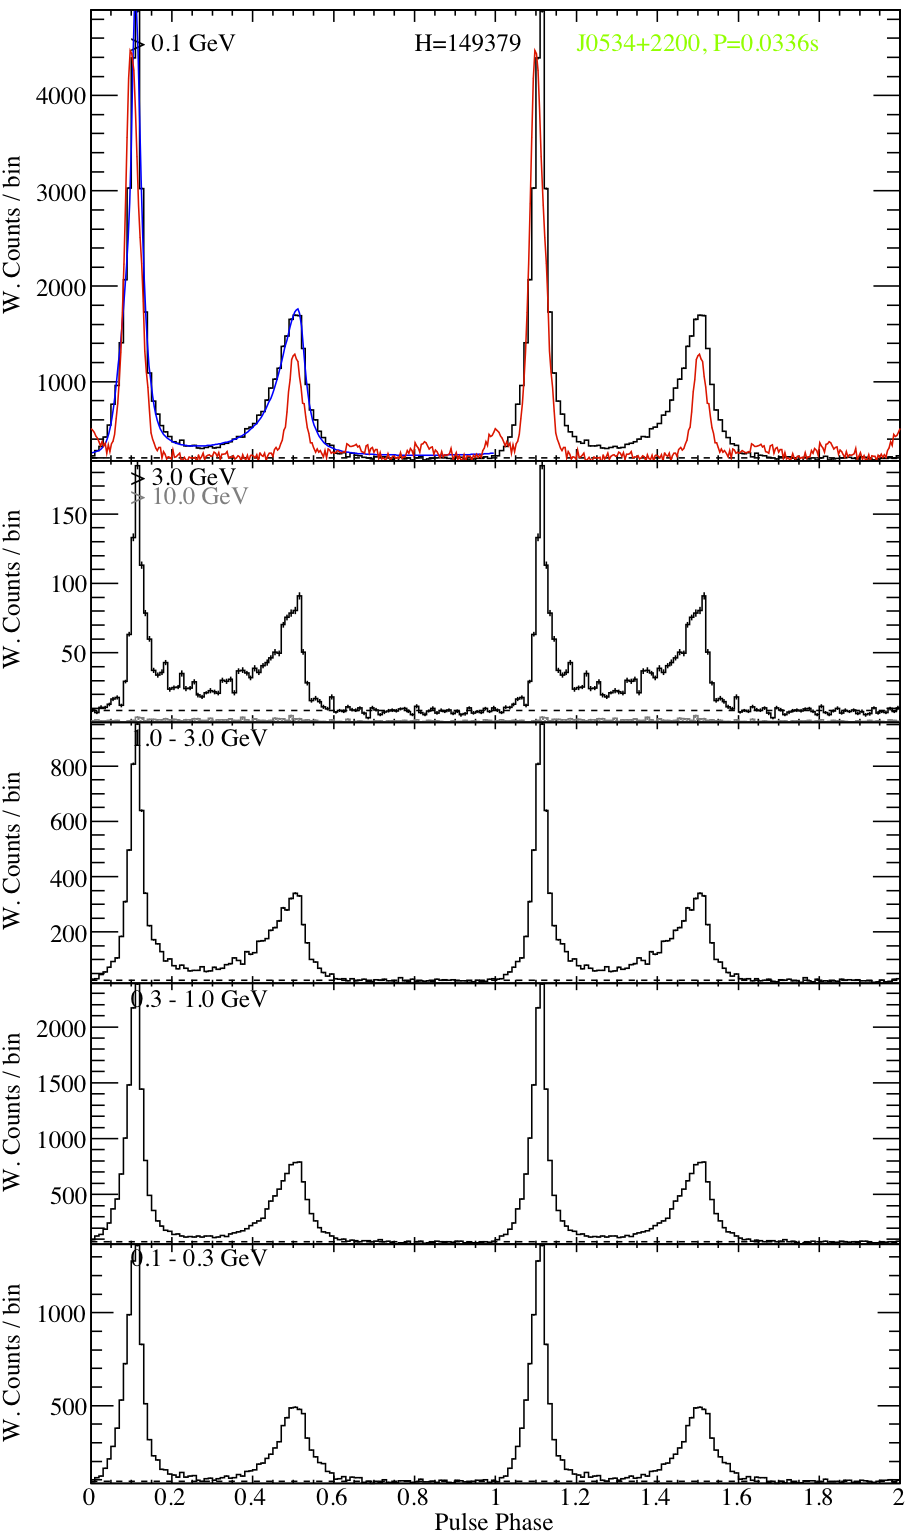 > 0.1 GeV H=149379 J0534+2200, P=0.0336s
4000
3000
2000
1000
W. Counts / bin
> 3.0 GeV
> 10.0 GeV
150
100
50
W. Counts / bin
1.0 - 3.0 GeV
800
600
400
200
W. Counts / bin
0.3 - 1.0 GeV
2000
1500
1000
500
W. Counts / bin
0.1 - 0.3 GeV
1000
500
W. Counts / bin
0 0.2 0.4 0.6 0.8 1 1.2 1.4 1.6 1.8 2
Pulse Phase